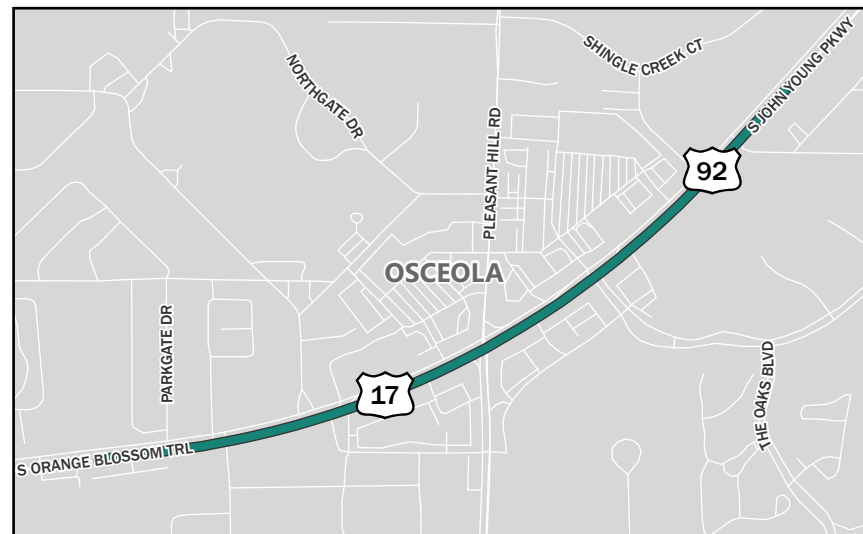 SHINGLE CREEK CT
S JOHN YOUNG PKWY
NORTHGATE DR
PLEASANT HILL RD
92
OSCEOLA
PARKGATE DR
THE OAKS BLVD
17
S ORANGE BLOSSOM TRL